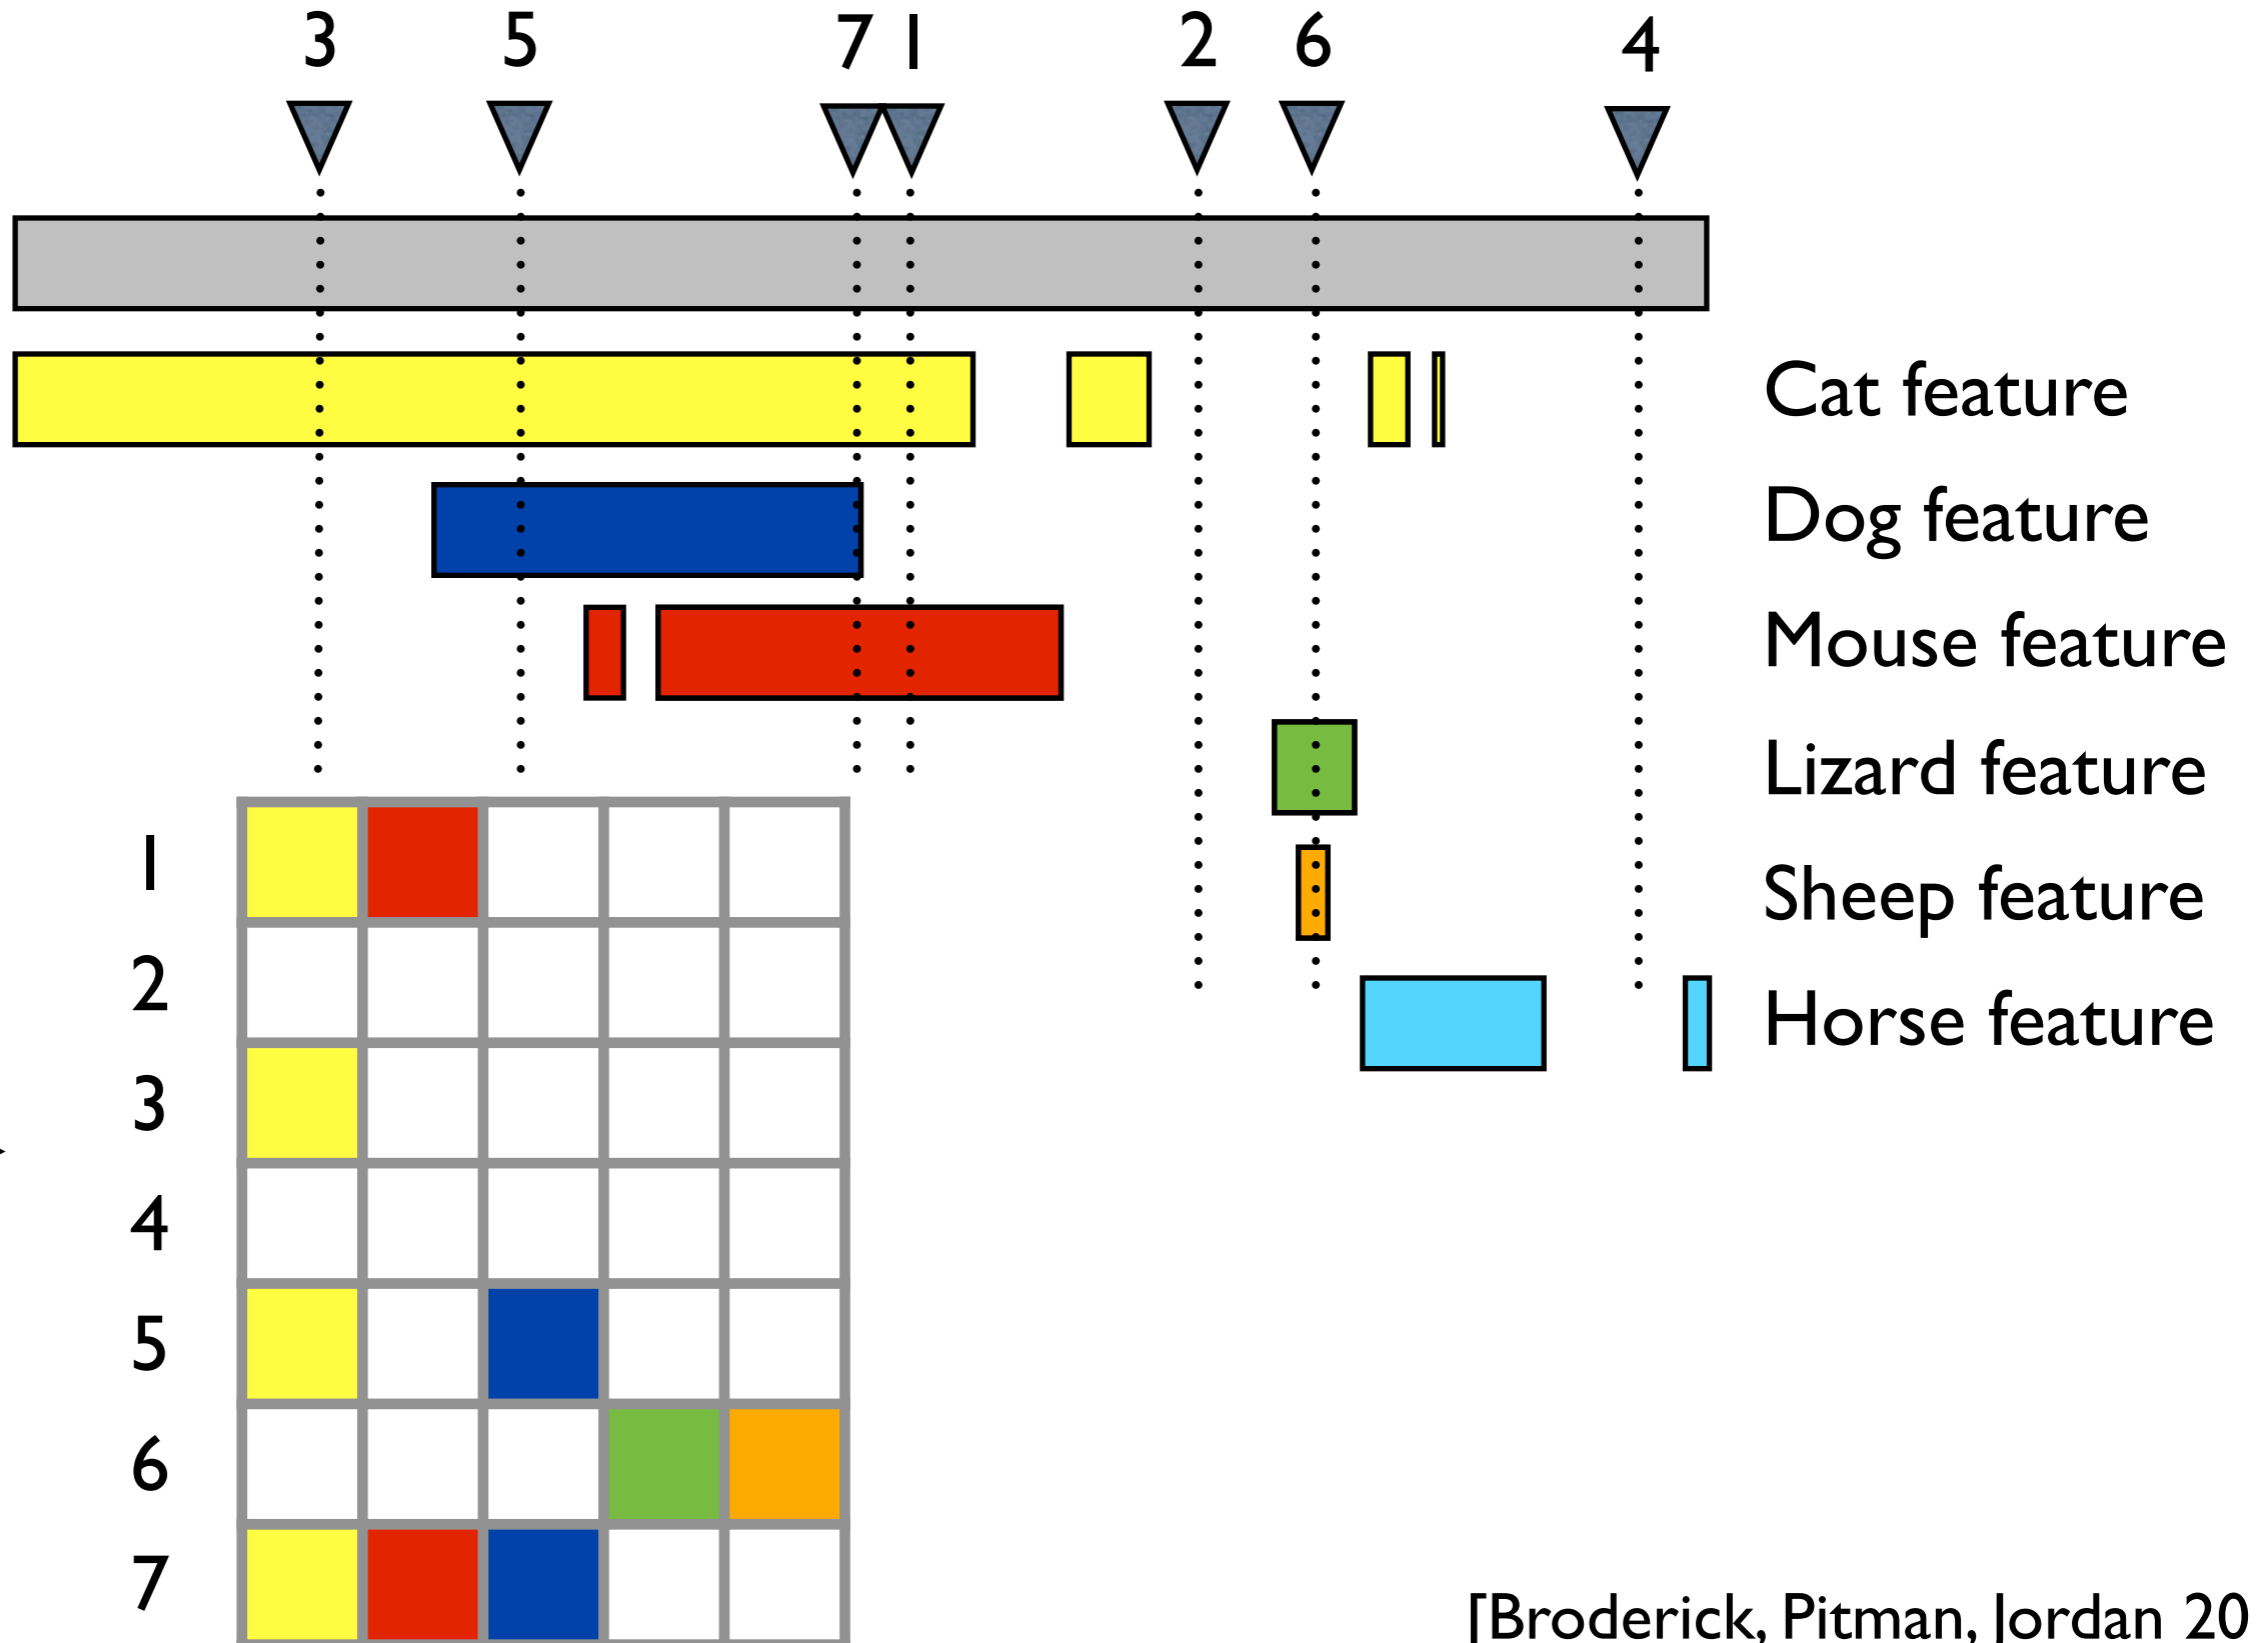 3 5 7 1 2 6 4
Cat feature
Dog feature
Mouse feature
Lizard feature
Sheep feature
Horse feature
1
2
3
4
5
6
7
[Broderick, Pitman, Jordan 20